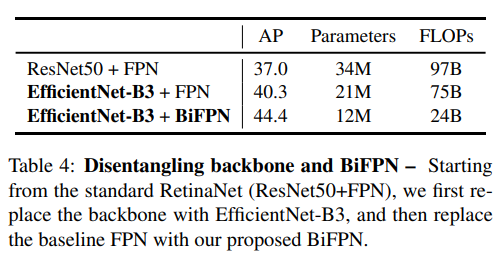 AP Parameters FLOPs
ResNet50 + FPN 37.0 34M 97B
EfficientNet-B3 + FPN 40.3 21M 75B
EfficientNet-B3 + BiFPN 44.4 12M 24B
Table 4: Disentangling backbone and BiFPN – Starting
from the standard RetinaNet (ResNet50+FPN), we first re-
place the backbone with EfficientNet-B3, and then replace
the baseline FPN with our proposed BiFPN.